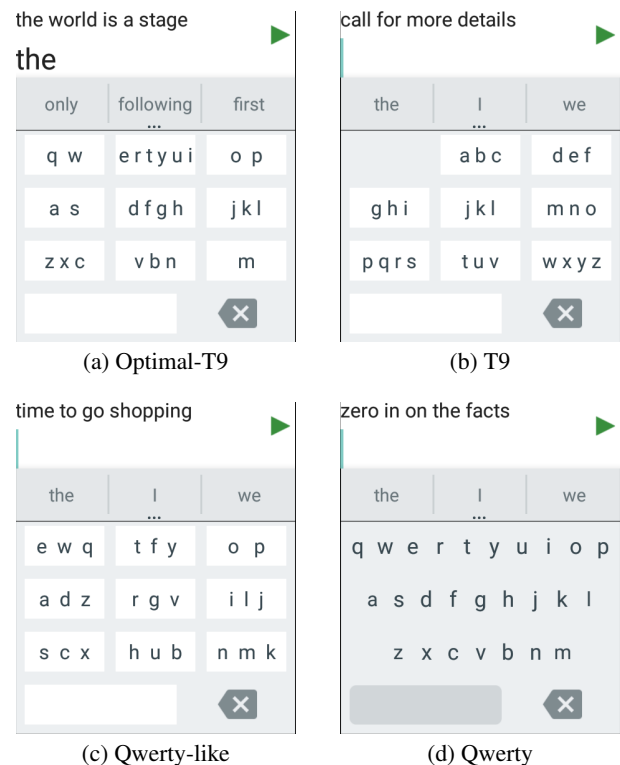 the world is a stage
the
only following first
...
q w e r t y u i o p
a s d f g h j k l
z x c v b n m
(a) Optimal-T9
call for more details
the I we
...
a b c d e f
g h i j k l m n o
p q r s t u v w x y z
(b) T9
time to go shopping
the I we
...
e w q t f y o p
a d z r g v i l j
s c x h u b n m k
(c) Qwerty-like
zero in on the facts
the I we
...
q w e r t y u i o p
a s d f g h j k l
z x c v b n m
(d) Qwerty